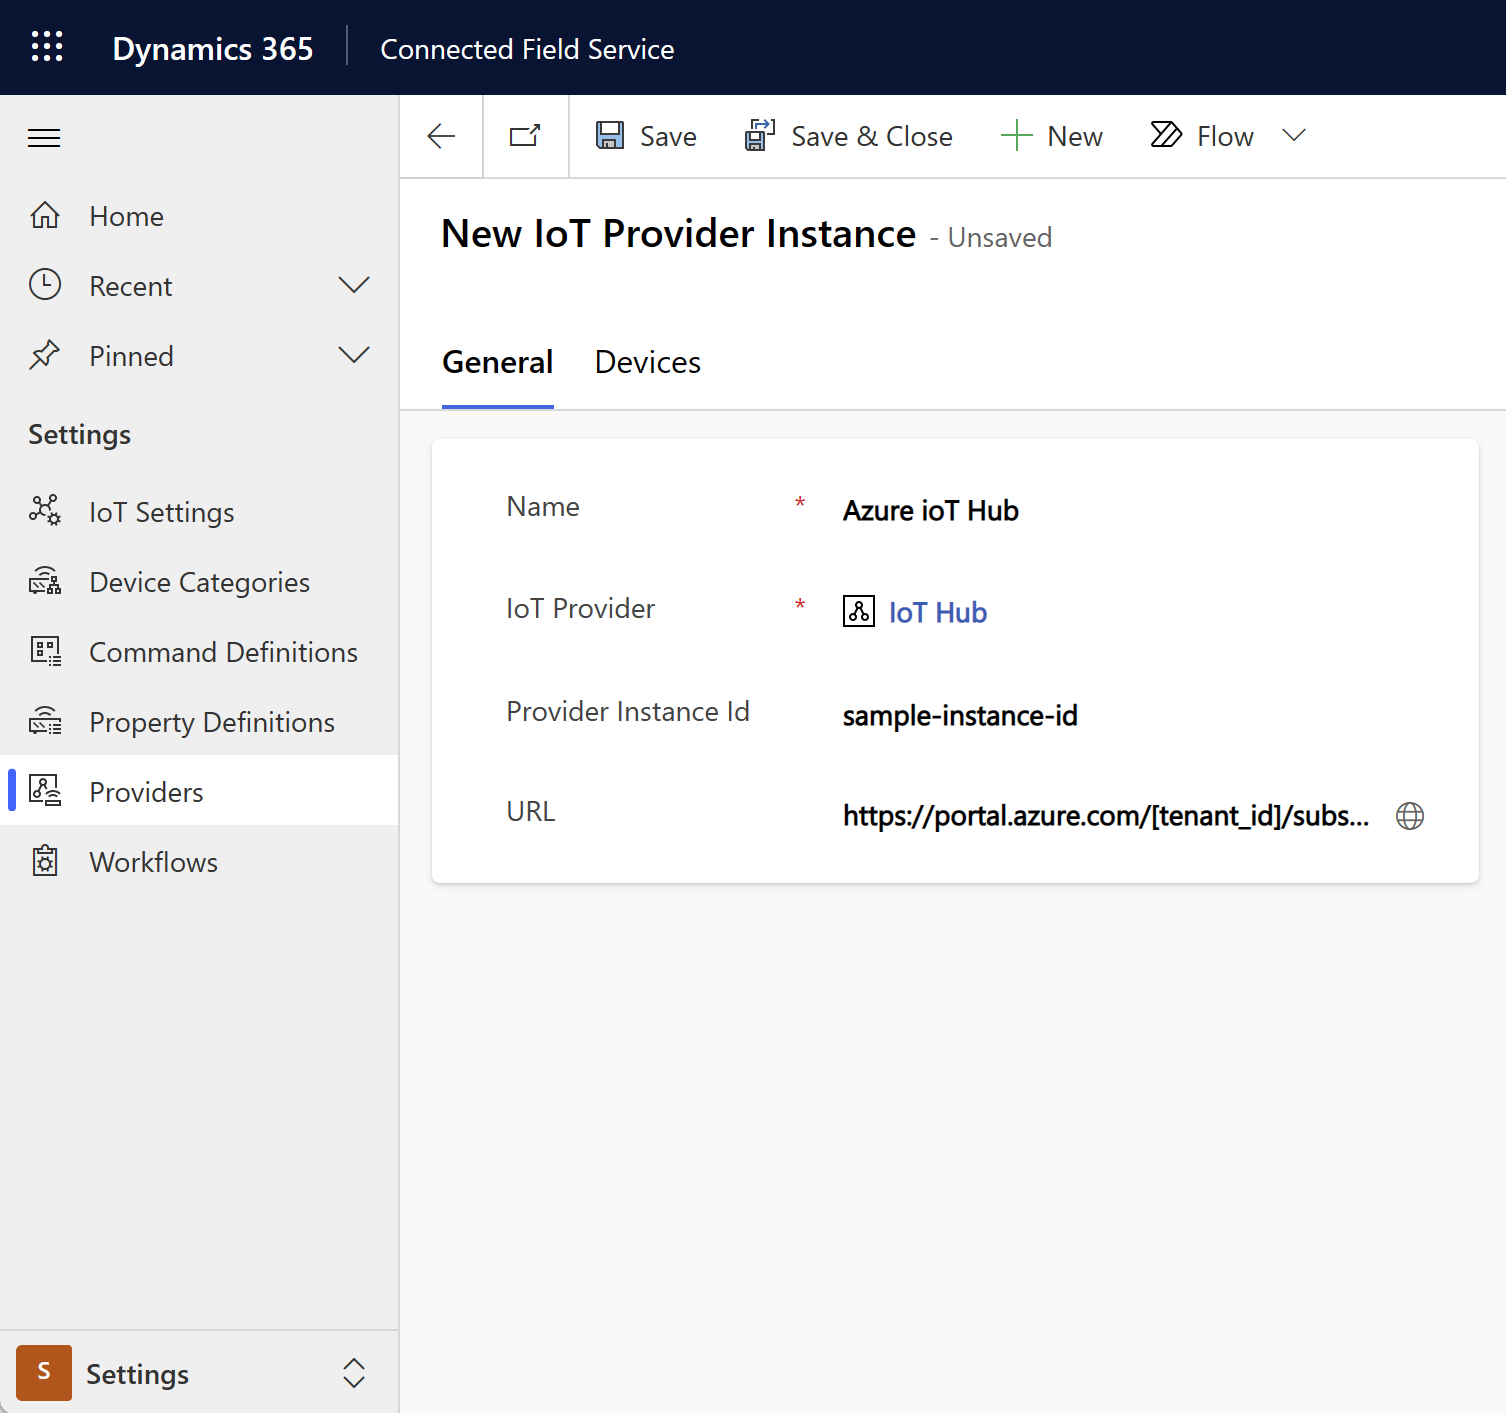 Dynamics 365
Connected Field Service
Save
Save & Close
New
Flow
Home
Recent
Pinned
Settings
IoT Settings
Device Categories
Command Definitions
Property Definitions
Providers
Workflows
S
Settings
New IoT Provider Instance - Unsaved
General
Devices
Name * Azure ioT Hub
IoT Provider * IoT Hub
Provider Instance Id sample-instance-id
URL https://portal.azure.com/[tenant_id]/subs...